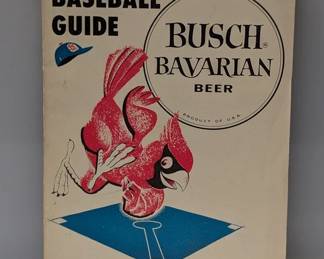 BASEBALL
GUIDE
BUSCH®
BAVARIAN
BEER
PRODUCT OF U.S.A.